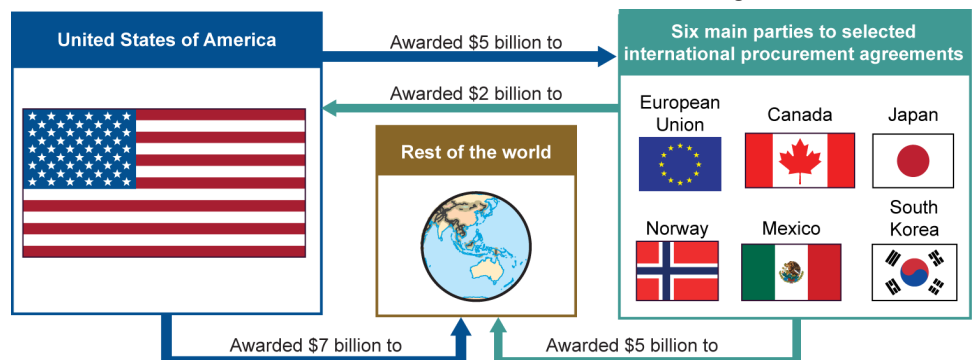 United States of America
Awarded $5 billion to
Six main parties to selected
international procurement agreements
Awarded $2 billion to
European
Union
Canada
Japan
Rest of the world
Norway
Mexico
South
Korea
Awarded $7 billion to
Awarded $5 billion to